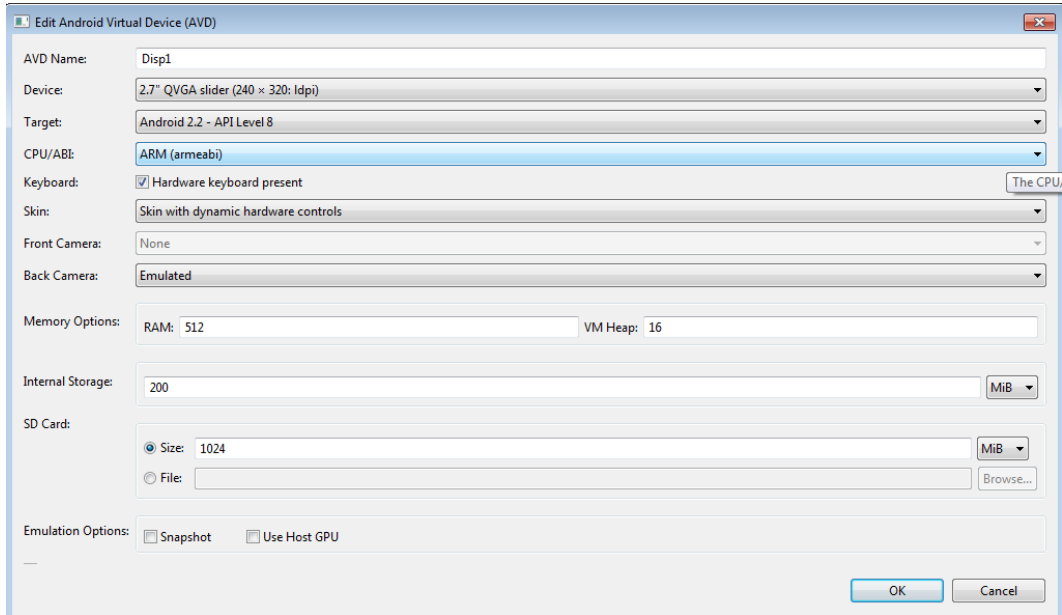 Edit Android Virtual Device (AVD)
AVD Name: Disp1
Device: 2.7" QVGA slider (240 × 320: ldpi)
Target: Android 2.2 - API Level 8
CPU/ABI: ARM (armeabi)
Keyboard: Hardware keyboard present
The CPU/
Skin: Skin with dynamic hardware controls
Front Camera: None
Back Camera: Emulated
Memory Options: RAM: 512 VM Heap: 16
Internal Storage: 200 MiB
SD Card:
Size: 1024 MiB
File: Browse...
Emulation Options: Snapshot Use Host GPU
OK Cancel